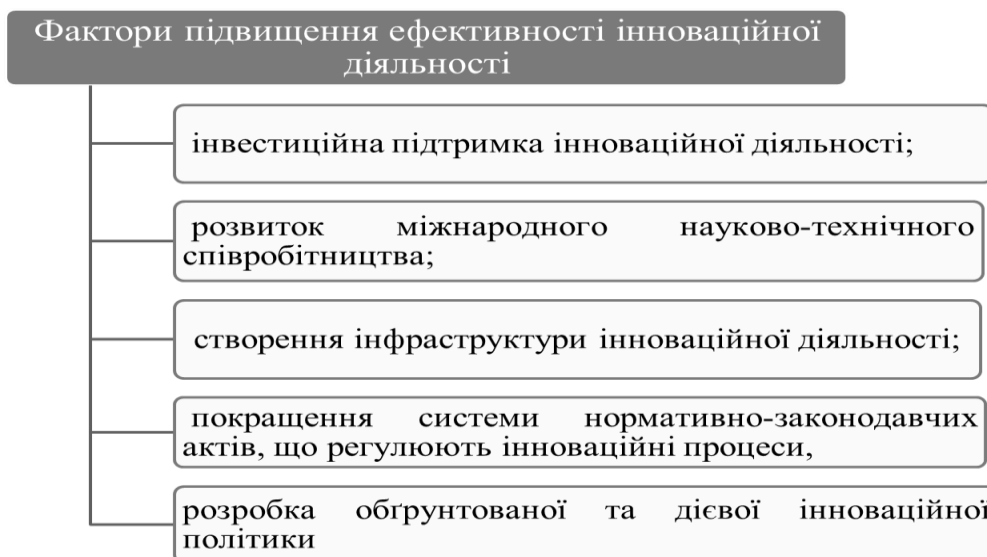 Фактори підвищення ефективності інноваційної
діяльності
інвестиційна підтримка інноваційної діяльності;
розвиток міжнародного науково-технічного
співробітництва;
створення інфраструктури інноваційної діяльності;
покращення системи нормативно-законодавчих
актів, що регулюють інноваційні процеси,
розробка обґрунтованої та дієвої інноваційної
політики